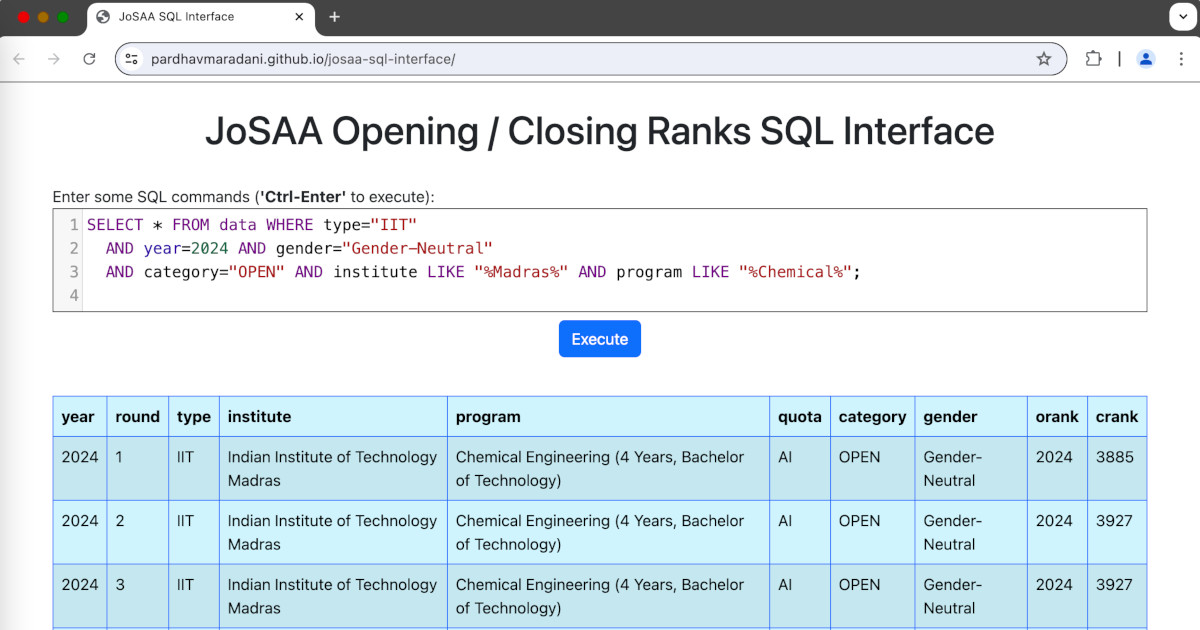 JoSAA SQL Interface
pardhavmaradani.github.io/josaa-sql-interface/
JoSAA Opening / Closing Ranks SQL Interface
Enter some SQL commands ('Ctrl-Enter' to execute):
1 SELECT * FROM data WHERE type="IIT"
2 AND year=2024 AND gender="Gender-Neutral"
3 AND category="OPEN" AND institute LIKE "%Madras%" AND program LIKE "%Chemical%";
4
Execute
year round type institute program quota category gender orank crank
2024 1 IIT Indian Institute of Technology Chemical Engineering (4 Years, Bachelor AI OPEN Gender- 2024 3885
Madras of Technology) Neutral
2024 2 IIT Indian Institute of Technology Chemical Engineering (4 Years, Bachelor AI OPEN Gender- 2024 3927
Madras of Technology) Neutral
2024 3 IIT Indian Institute of Technology Chemical Engineering (4 Years, Bachelor AI OPEN Gender- 2024 3927
Madras of Technology) Neutral